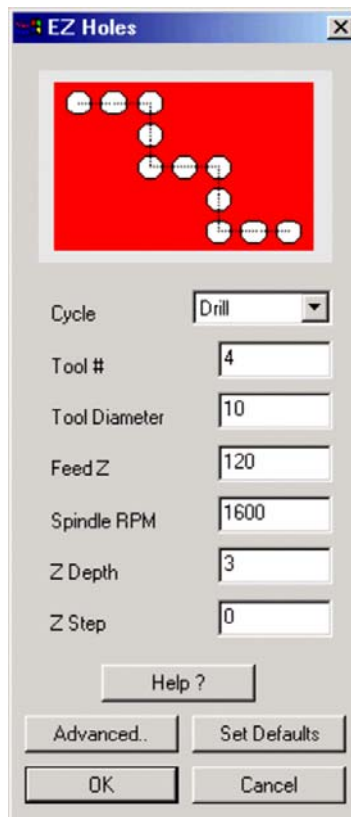 EZ Holes
Cycle Drill
Tool # 4
Tool Diameter 10
Feed Z 120
Spindle RPM 1600
Z Depth 3
Z Step 0
Help ?
Advanced.. Set Defaults
OK Cancel